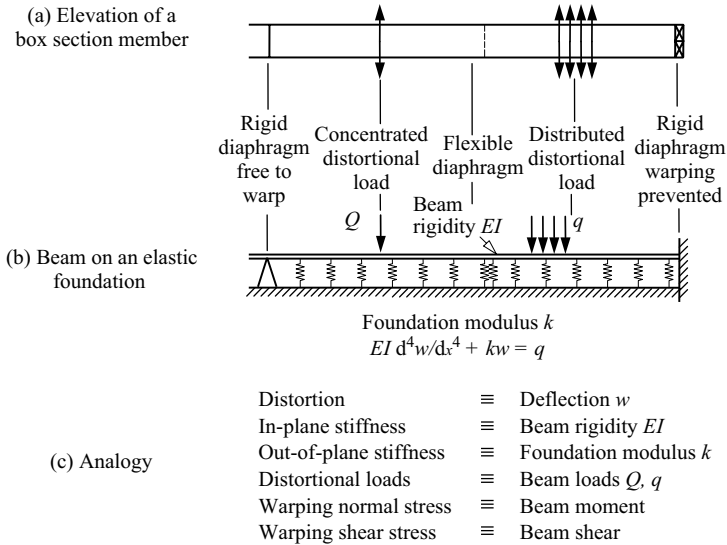 (a) Elevation of a
box section member
Rigid
diaphragm
free to
warp
Concentrated
distortional
load
Flexible
diaphragm
Distributed
distortional
load
Rigid
diaphragm
warping
prevented
Q
Beam
rigidity EI
q
(b) Beam on an elastic
foundation
Foundation modulus k
EI d⁴w/dx⁴ + kw = q
(c) Analogy
Distortion ≡ Deflection w
In-plane stiffness ≡ Beam rigidity EI
Out-of-plane stiffness ≡ Foundation modulus k
Distortional loads ≡ Beam loads Q, q
Warping normal stress ≡ Beam moment
Warping shear stress ≡ Beam shear